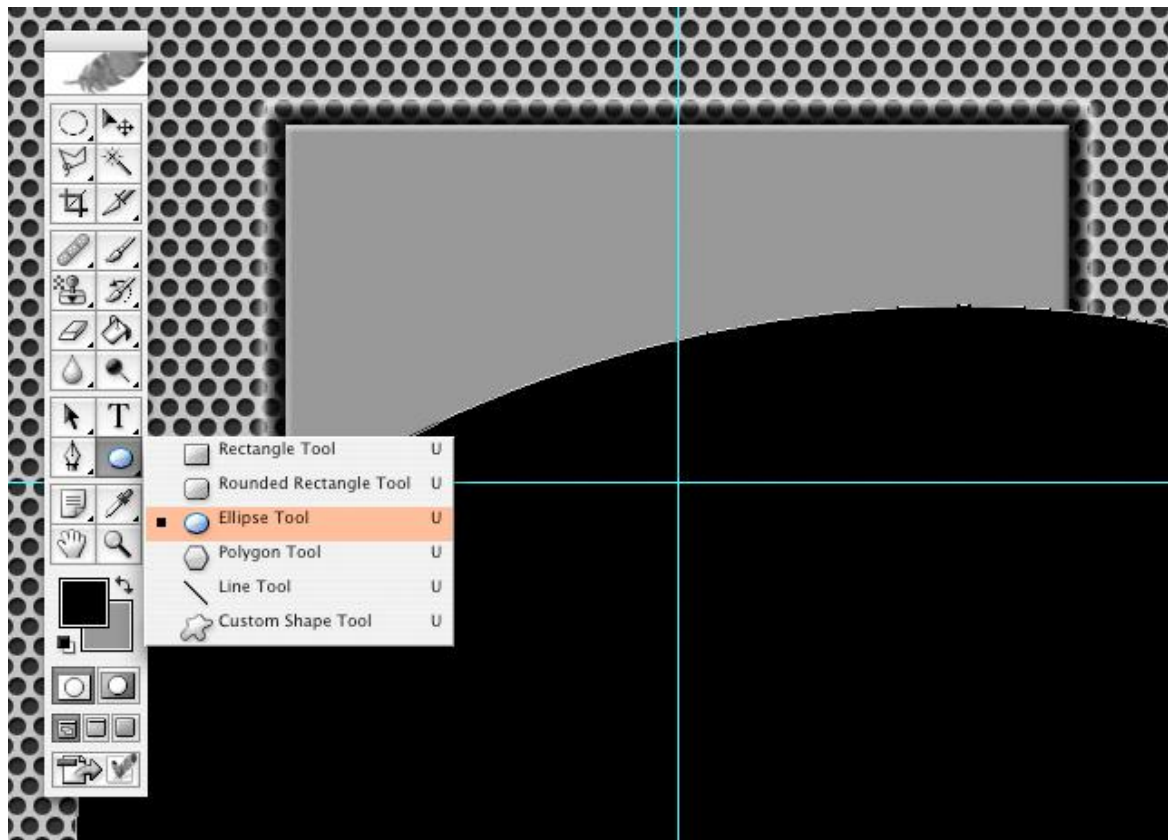 T
Rectangle Tool U
Rounded Rectangle Tool U
Ellipse Tool U
Polygon Tool U
Line Tool U
Custom Shape Tool U